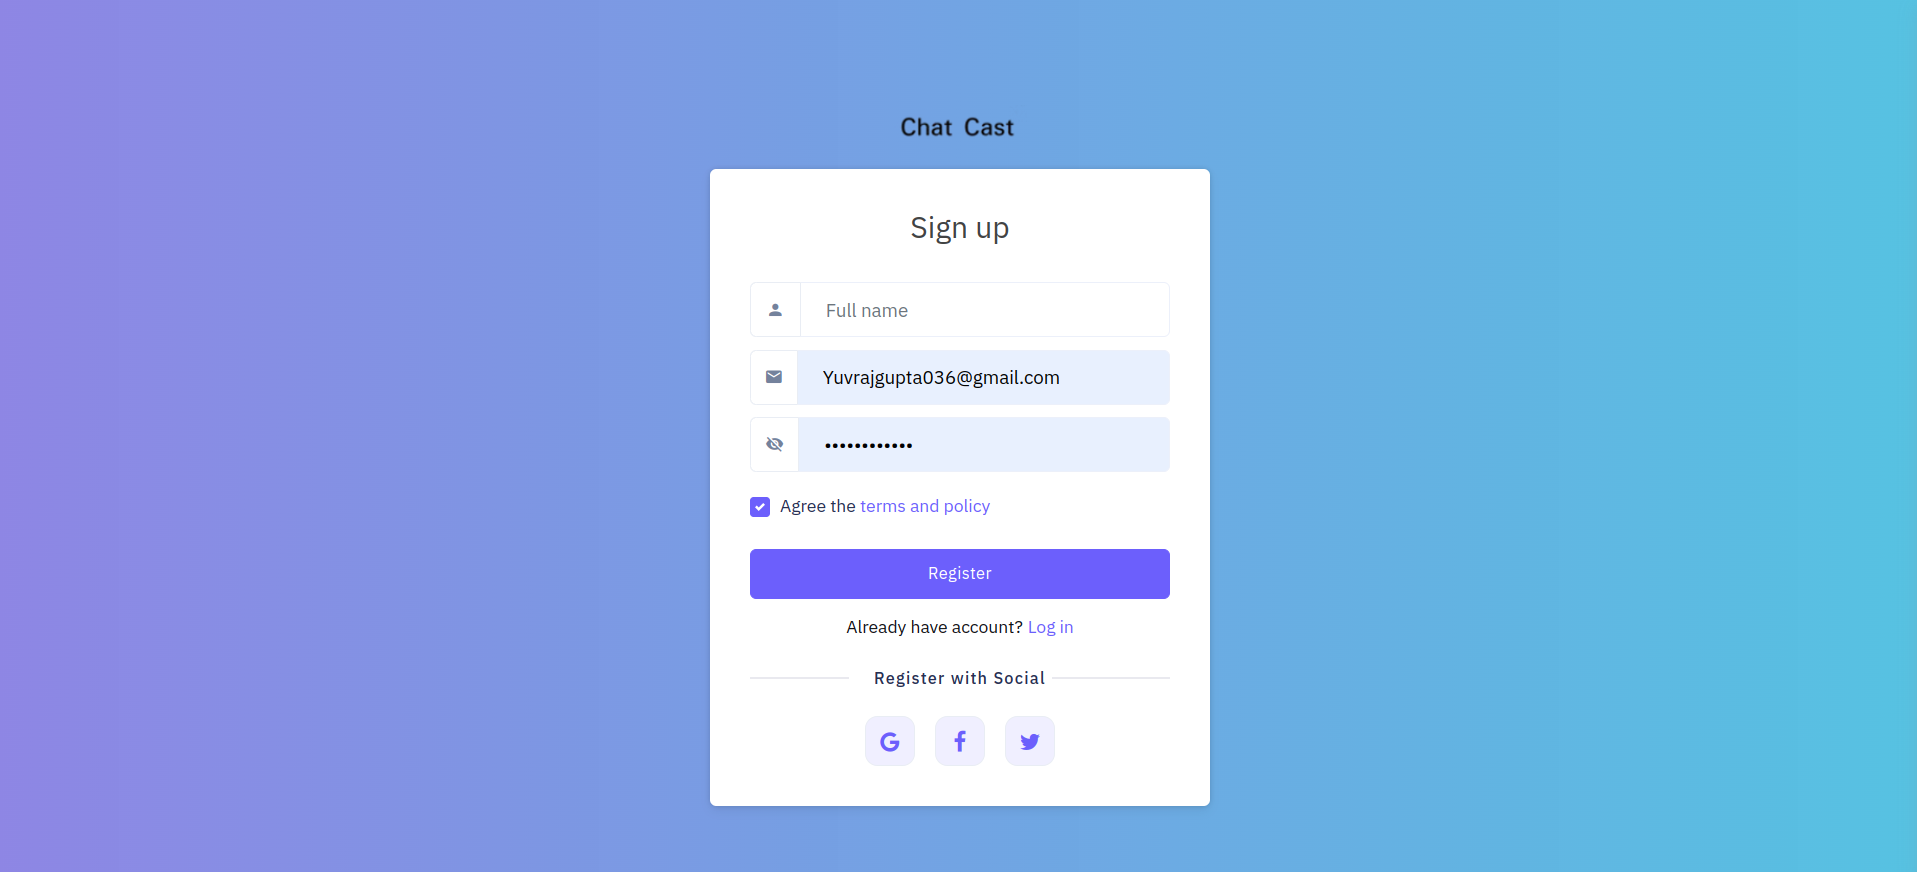 Chat Cast
Sign up
Full name
Yuvrajgupta036@gmail.com
••••••••••••
Agree the terms and policy
Register
Already have account? Log in
Register with Social